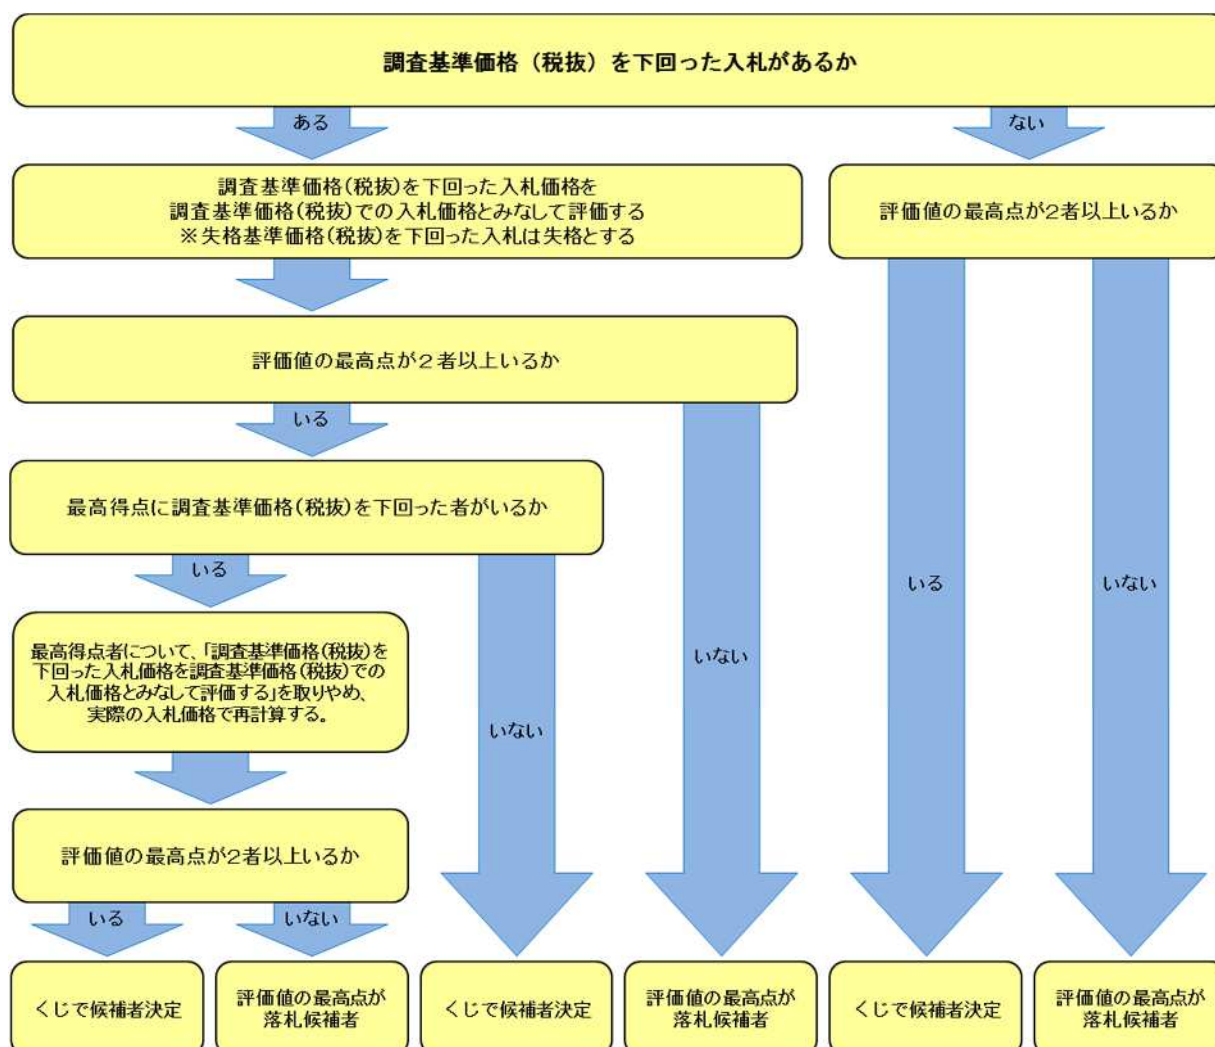 調査基準価格（税抜）を下回った入札があるか
ある
ない
調査基準価格(税抜)を下回った入札価格を
調査基準価格(税抜)での入札価格とみなして評価する
※失格基準価格(税抜)を下回った入札は失格とする
評価値の最高点が2者以上いるか
評価値の最高点が２者以上いるか
いる
最高得点に調査基準価格(税抜)を下回った者がいるか
いる
いる
いない
最高得点者について、「調査基準価格(税抜)を
下回った入札価格を調査基準価格(税抜)での
入札価格とみなして評価する」を取りやめ、
実際の入札価格で再計算する。
いない
いない
評価値の最高点が2者以上いるか
いる
いない
くじで候補者決定
評価値の最高点が
落札候補者
くじで候補者決定
評価値の最高点が
落札候補者
くじで候補者決定
評価値の最高点が
落札候補者